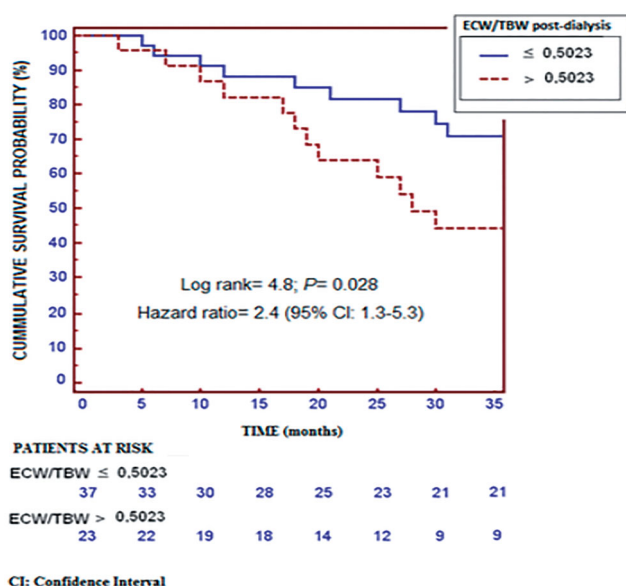 ECW/TBW post-dialysis
≤ 0,5023
> 0,5023
CUMMULATIVE SURVIVAL PROBABILITY (%)
100
90
80
70
60
50
40
30
20
10
0
Log rank= 4.8; P= 0.028
Hazard ratio= 2.4 (95% CI: 1.3-5.3)
0 5 10 15 20 25 30 35
TIME (months)
PATIENTS AT RISK
ECW/TBW ≤ 0,5023
37 33 30 28 25 23 21 21
ECW/TBW > 0,5023
23 22 19 18 14 12 9 9
CI: Confidence Interval